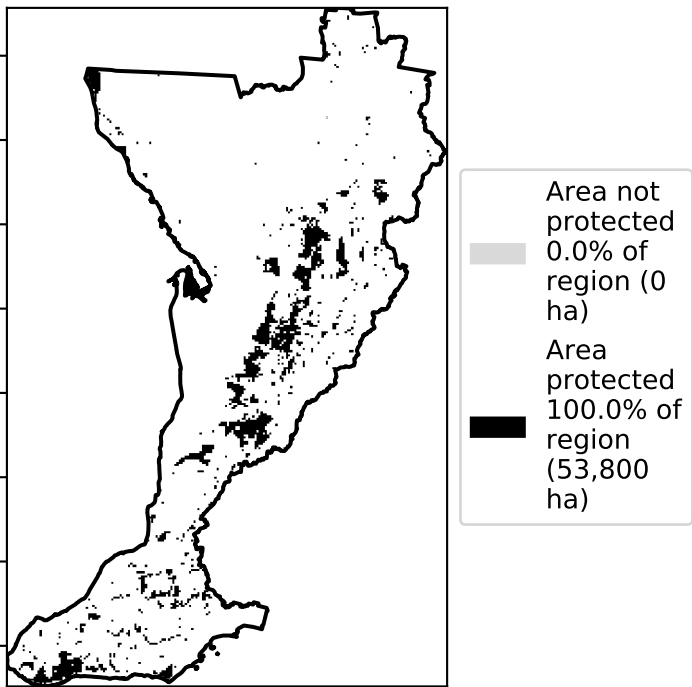 Area not
protected
0.0% of
region (0
ha)
Area
protected
100.0% of
region
(53,800
ha)